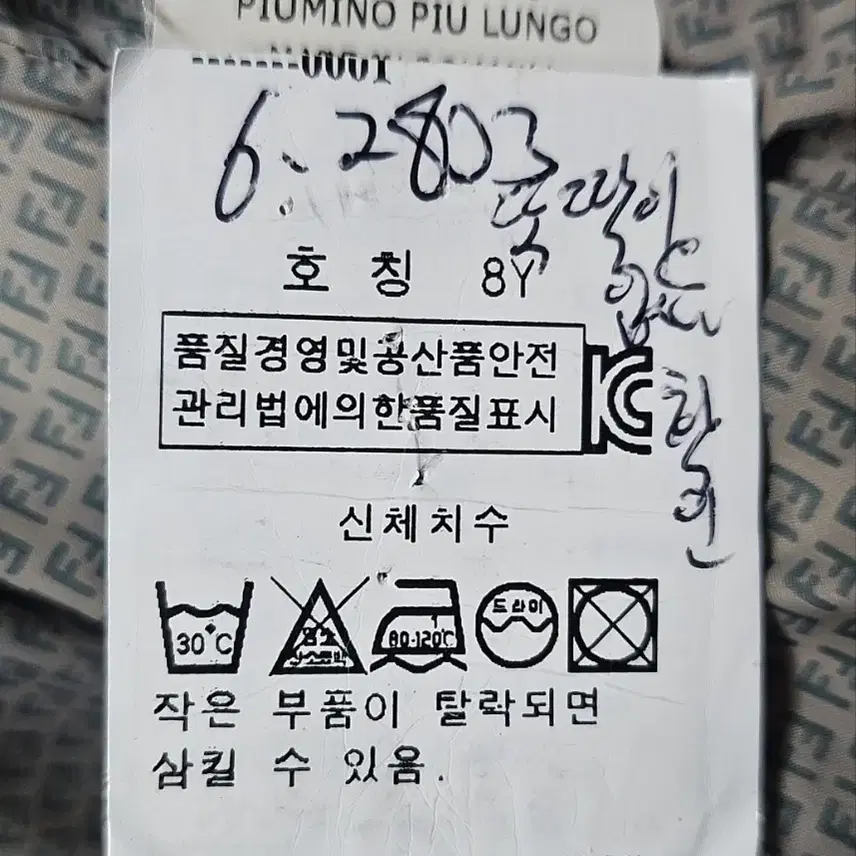 PIUMINO PIU LUNGO
6: 2803
호 칭 8Y
품질경영및공산품안전
관리법에의한품질표시
신체치수
30°C
80-120℃
드라이
작은 부품이 탈락되면
삼킬 수 있음.